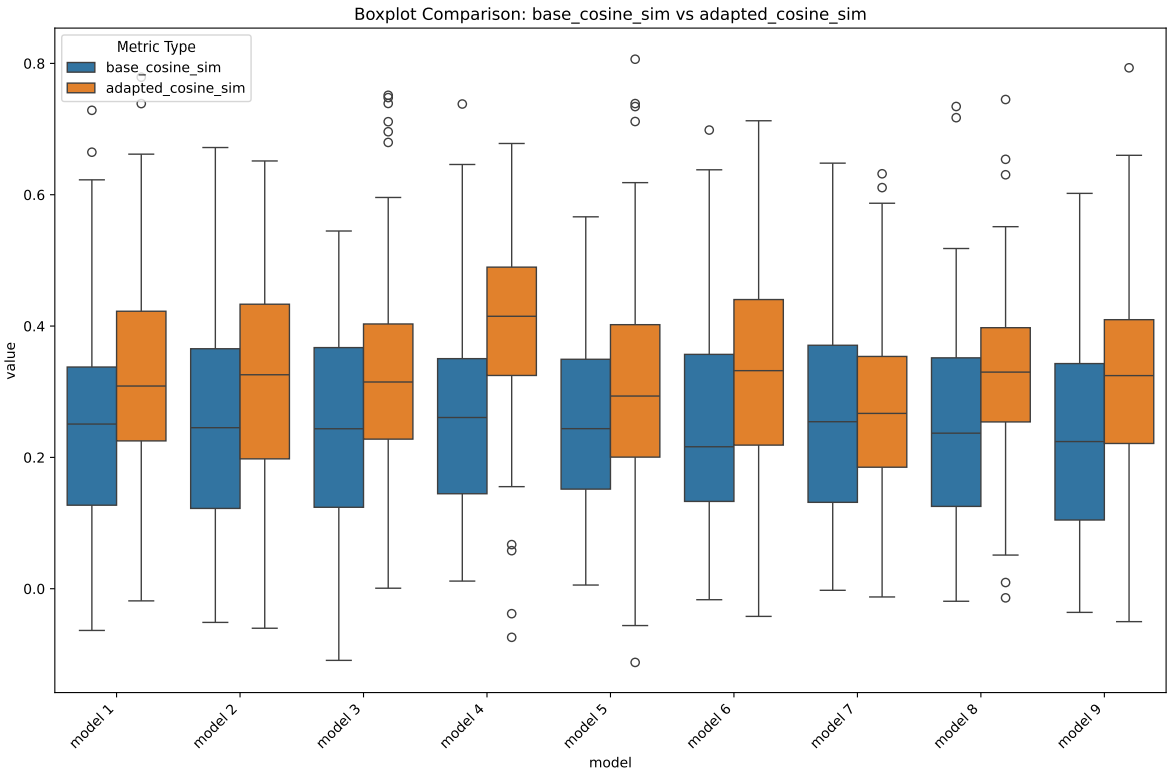 Boxplot Comparison: base_cosine_sim vs adapted_cosine_sim
Metric Type
base_cosine_sim
adapted_cosine_sim
value
0.8
0.6
0.4
0.2
0.0
model 1
model 2
model 3
model 4
model 5
model 6
model 7
model 8
model 9
model